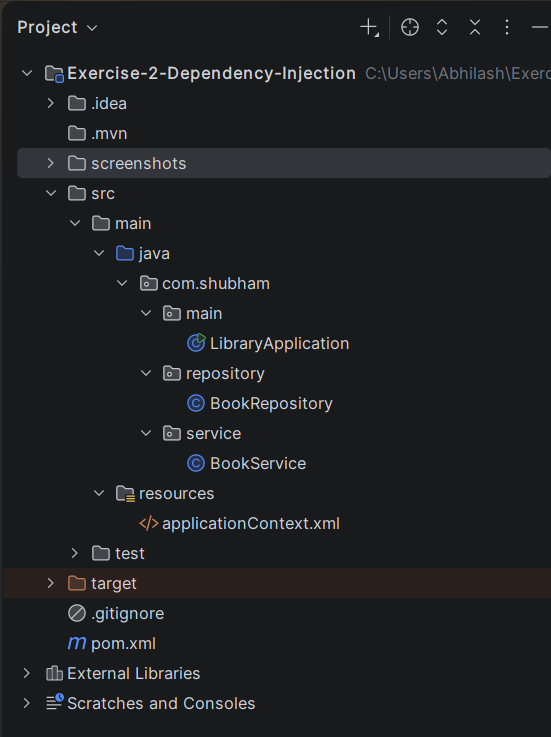 Project
Exercise-2-Dependency-Injection C:\Users\Abhilash\Exerc
.idea
.mvn
screenshots
src
main
java
com.shubham
main
LibraryApplication
repository
BookRepository
service
BookService
resources
applicationContext.xml
test
target
.gitignore
pom.xml
External Libraries
Scratches and Consoles